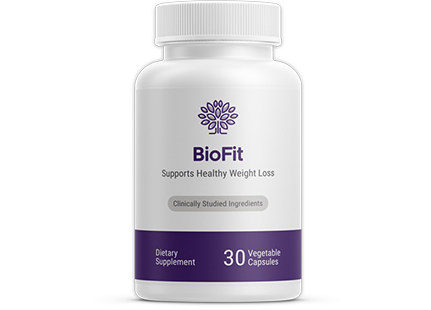 BioFit
Supports Healthy Weight Loss
Clinically Studied Ingredients
Dietary
Supplement
30 Vegetable
Capsules